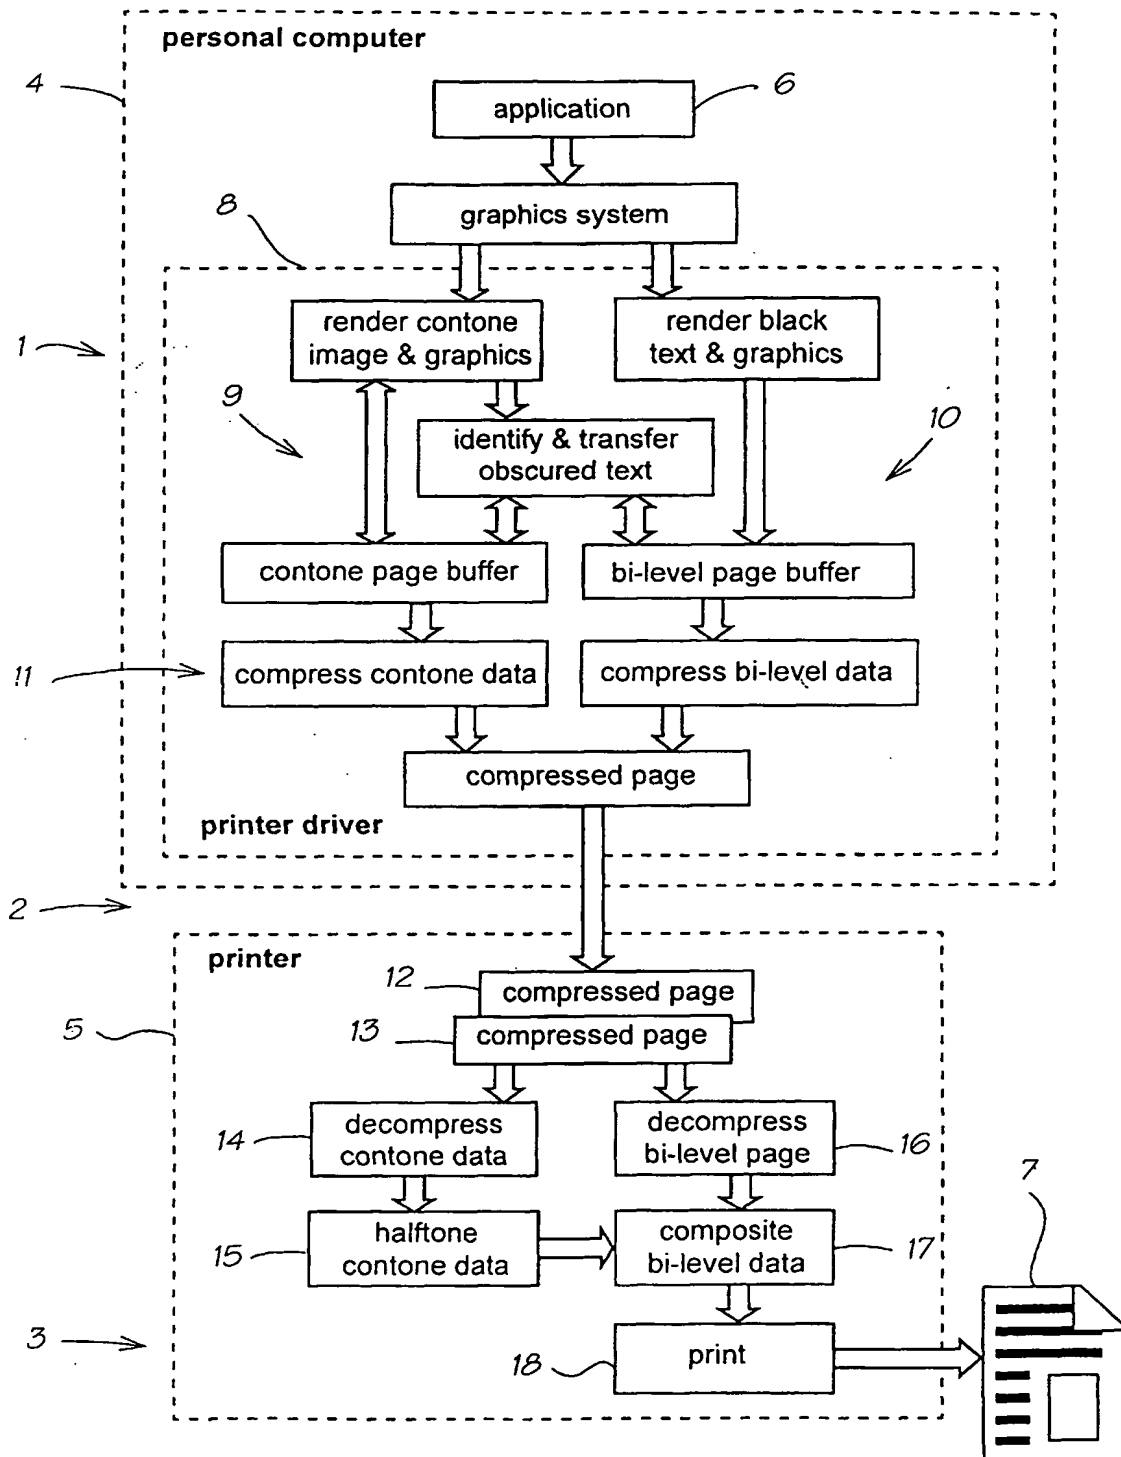 personal computer
4
6
application
8
graphics system
1
render contone
image & graphics
render black
text & graphics
9
10
identify & transfer
obscured text
contone page buffer
bi-level page buffer
11
compress contone data
compress bi-level data
compressed page
printer driver
2
printer
12
compressed page
13
compressed page
5
14
decompress
contone data
decompress
bi-level page
16
7
15
halftone
contone data
composite
bi-level data
17
3
18
print